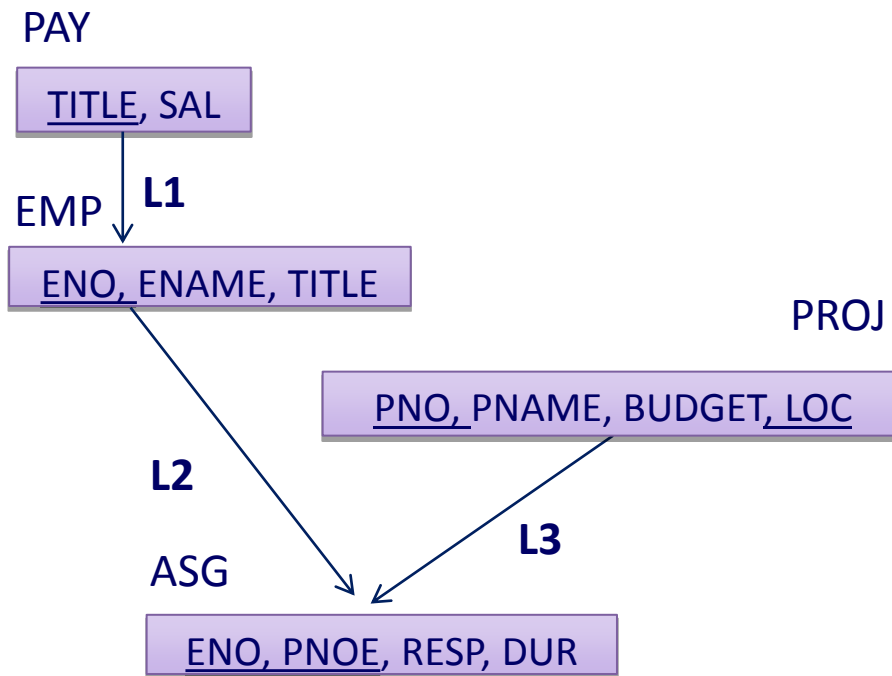 PAY
TITLE, SAL
L1
EMP
ENO, ENAME, TITLE
PROJ
PNO, PNAME, BUDGET, LOC
L2
L3
ASG
ENO, PNOE, RESP, DUR